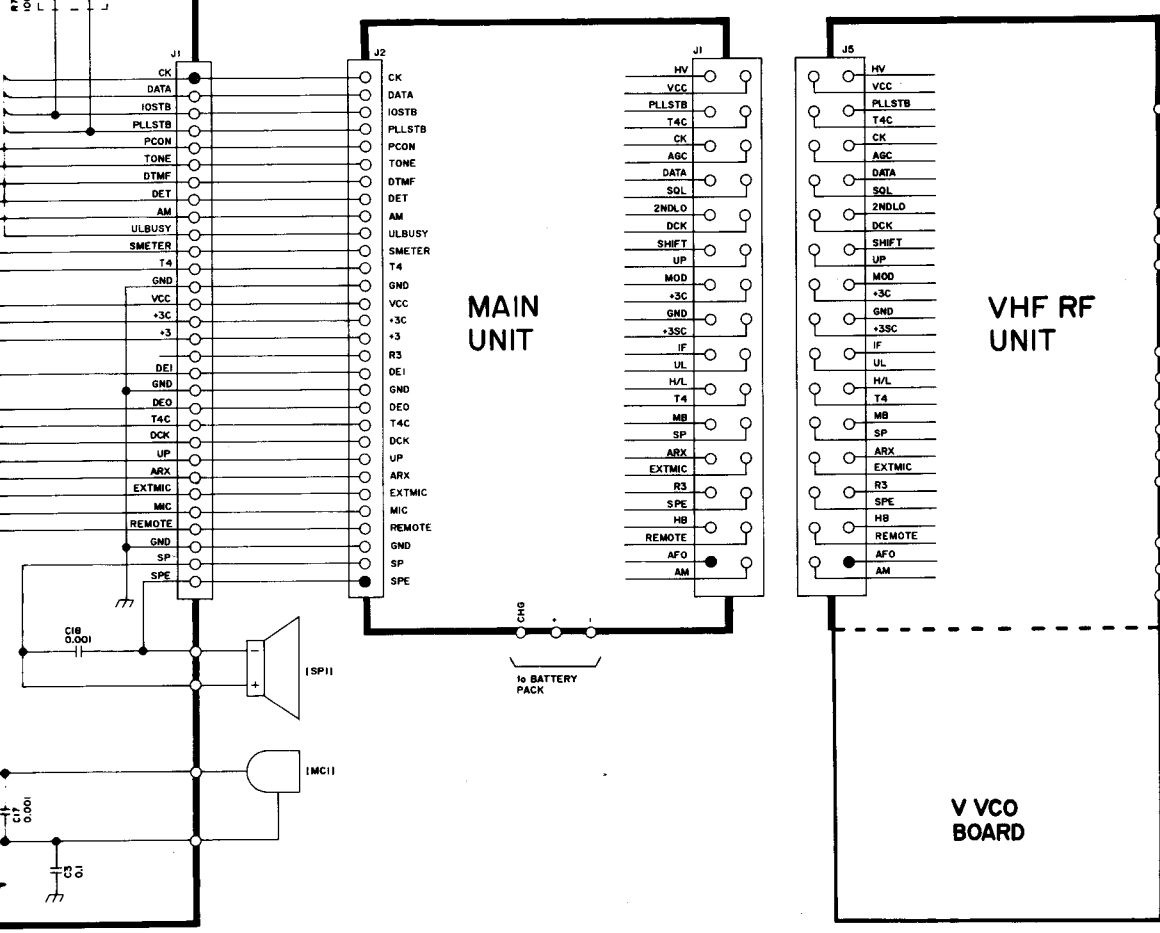 R7
J1
CK
DATA
IOSTB
PLLSTB
PCON
TONE
DTMF
DET
AM
ULBUSY
SMETER
T4
GND
VCC
+3C
+3
DEI
GND
DEO
T4C
DCK
UP
ARX
EXTMIC
MIC
REMOTE
GND
SP
SPE
C18
0.001
-
+
[SP1]
[MC1]
C17
0.001
C3
0.1
J2
CK
DATA
IOSTB
PLLSTB
PCON
TONE
DTMF
DET
AM
ULBUSY
SMETER
T4
GND
VCC
+3C
+3
R3
DEI
GND
DEO
T4C
DCK
UP
ARX
EXTMIC
MIC
REMOTE
GND
SP
SPE
MAIN
UNIT
CHG
+
-
to BATTERY
PACK
J1
HV
VCC
PLLSTB
T4C
CK
AGC
DATA
SQL
2NDLO
DCK
SHIFT
UP
MOD
+3C
GND
+3SC
IF
UL
H/L
T4
MB
SP
ARX
EXTMIC
R3
SPE
HB
REMOTE
AFO
AM
J5
HV
VCC
PLLSTB
T4C
CK
AGC
DATA
SQL
2NDLO
DCK
SHIFT
UP
MOD
+3C
GND
+3SC
IF
UL
H/L
T4
MB
SP
ARX
EXTMIC
R3
SPE
HB
REMOTE
AFO
AM
VHF RF
UNIT
V VCO
BOARD